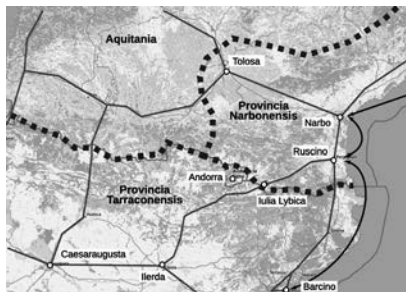 Aquitania
Tolosa
Provincia
Narbonensis
Narbo
Ruscino
Andorra
Iulia Lybica
Provincia
Tarraconensis
Caesaraugusta
Ilerda
Barcino